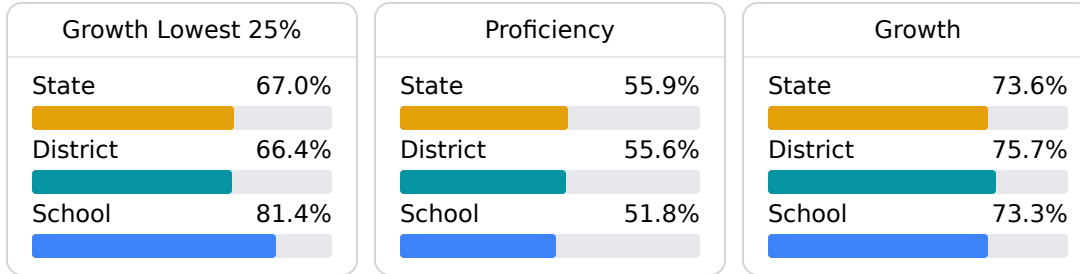 Growth Lowest 25%
State 67.0%
District 66.4%
School 81.4%
Proficiency
State 55.9%
District 55.6%
School 51.8%
Growth
State 73.6%
District 75.7%
School 73.3%